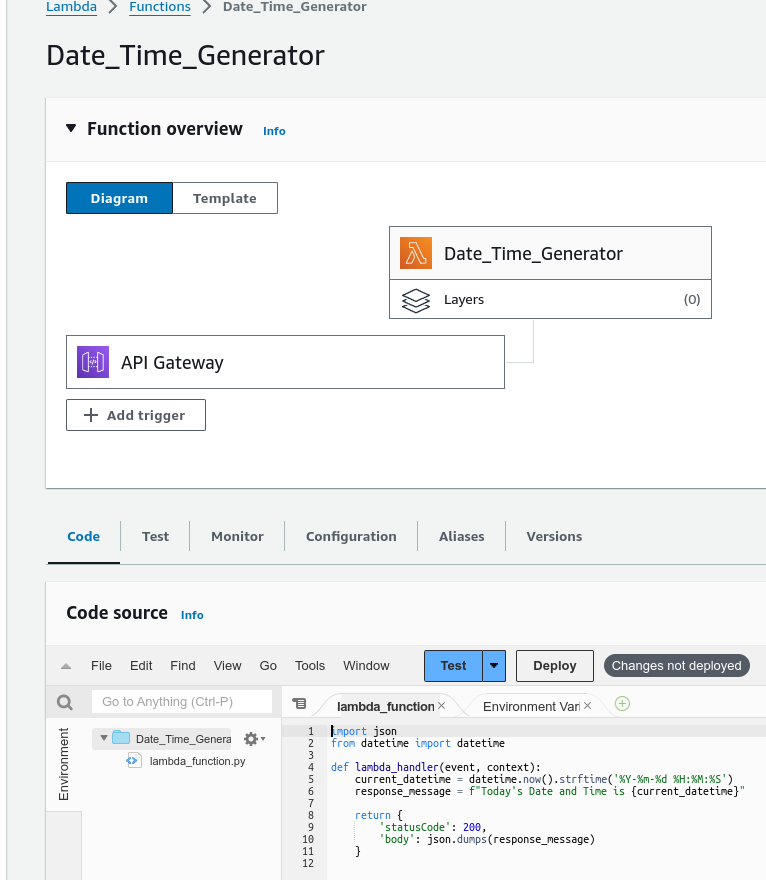 Lambda > Functions > Date_Time_Generator
Date_Time_Generator
Function overview Info
Diagram Template
Date_Time_Generator
Layers (0)
API Gateway
+ Add trigger
Code Test Monitor Configuration Aliases Versions
Code source Info
File Edit Find View Go Tools Window Test Deploy Changes not deployed
Go to Anything (Ctrl-P)
lambda_function × Environment Vari ×
Environment
Date_Time_Genera
lambda_function.py
1 import json
2 from datetime import datetime
3
4 def lambda_handler(event, context):
5     current_datetime = datetime.now().strftime('%Y-%m-%d %H:%M:%S')
6     response_message = f"Today's Date and Time is {current_datetime}"
7
8     return {
9         'statusCode': 200,
10         'body': json.dumps(response_message)
11     }
12